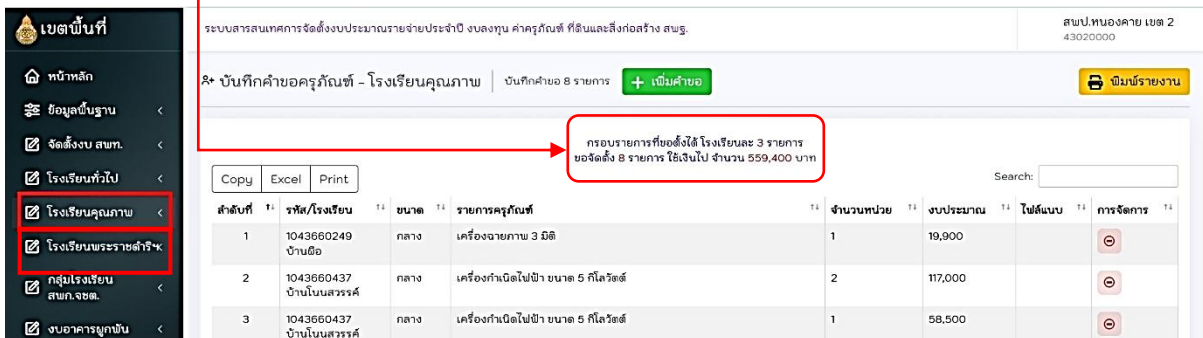 เขตพื้นที่
ระบบสารสนเทศการจัดตั้งงบประมาณรายจ่ายประจำปี งบลงทุน ค่าครุภัณฑ์ ที่ดินและสิ่งก่อสร้าง สพฐ.
สพป.หนองคาย เขต 2
43020000
หน้าหลัก
ข้อมูลพื้นฐาน
จัดตั้งงบ สพท.
โรงเรียนทั่วไป
โรงเรียนคุณภาพ
โรงเรียนพระราชดำริฯ
กลุ่มโรงเรียน
สพก.จชต.
งบอาคารผูกพัน
บันทึกคำขอครุภัณฑ์ - โรงเรียนคุณภาพ
บันทึกคำขอ 8 รายการ
+ เพิ่มคำขอ
พิมพ์รายงาน
กรอบรายการที่ขอตั้งได้ โรงเรียนละ 3 รายการ
ขอจัดตั้ง 8 รายการ ใช้เงินไป จำนวน 559,400 บาท
Copy Excel Print
Search:
ลำดับที่ รหัส/โรงเรียน ขนาด รายการครุภัณฑ์ จำนวนหน่วย งบประมาณ ไฟล์แนบ การจัดการ
1 1043660249 กลาง เครื่องฉายภาพ 3 มิติ 1 19,900
บ้านผือ
2 1043660437 กลาง เครื่องกำเนิดไฟฟ้า ขนาด 5 กิโลวัตต์ 2 117,000
บ้านโนนสวรรค์
3 1043660437 กลาง เครื่องกำเนิดไฟฟ้า ขนาด 5 กิโลวัตต์ 1 58,500
บ้านโนนสวรรค์